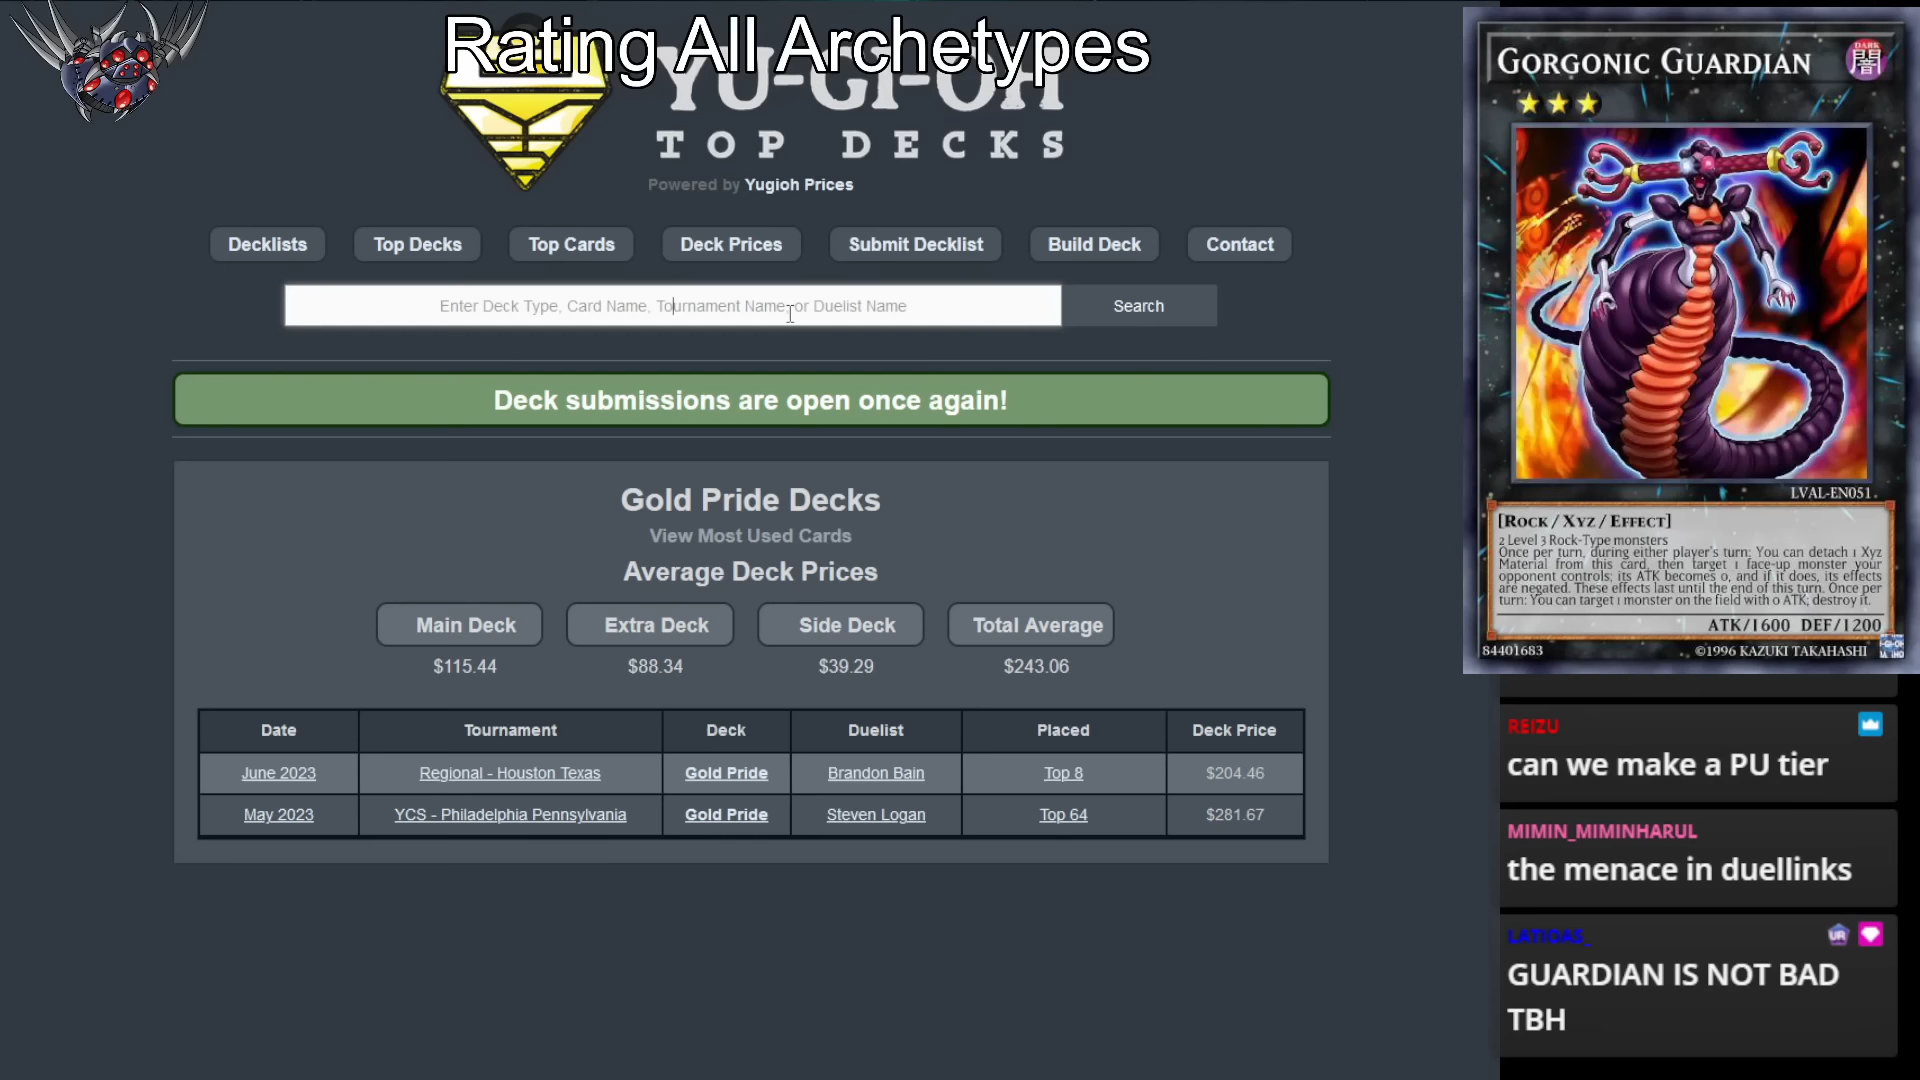 Rating All Archetypes
YU-GI-OH
TOP DECKS
Powered by Yugioh Prices
Decklists
Top Decks
Top Cards
Deck Prices
Submit Decklist
Build Deck
Contact
Enter Deck Type, Card Name, Tournament Name, or Duelist Name
Search
Deck submissions are open once again!
Gold Pride Decks
View Most Used Cards
Average Deck Prices
Main Deck
Extra Deck
Side Deck
Total Average
$115.44
$88.34
$39.29
$243.06
Date
Tournament
Deck
Duelist
Placed
Deck Price
June 2023
Regional - Houston Texas
Gold Pride
Brandon Bain
Top 8
$204.46
May 2023
YCS - Philadelphia Pennsylvania
Gold Pride
Steven Logan
Top 64
$281.67
GORGONIC GUARDIAN
DARK
闇
LVAL-EN051
[ROCK / XYZ / EFFECT]
2 Level 3 Rock-Type monsters
Once per turn, during either player's turn: You can detach 1 Xyz
Material from this card, then target 1 face-up monster your
opponent controls; its ATK becomes 0, and if it does, its effects
are negated. These effects last until the end of this turn. Once per
turn: You can target 1 monster on the field with 0 ATK; destroy it.
ATK/1600 DEF/1200
84401683
©1996 KAZUKI TAKAHASHI
REIZU
can we make a PU tier
MIMIN_MIMINHARUL
the menace in duellinks
LATIOAS_
UR
GUARDIAN IS NOT BAD
TBH